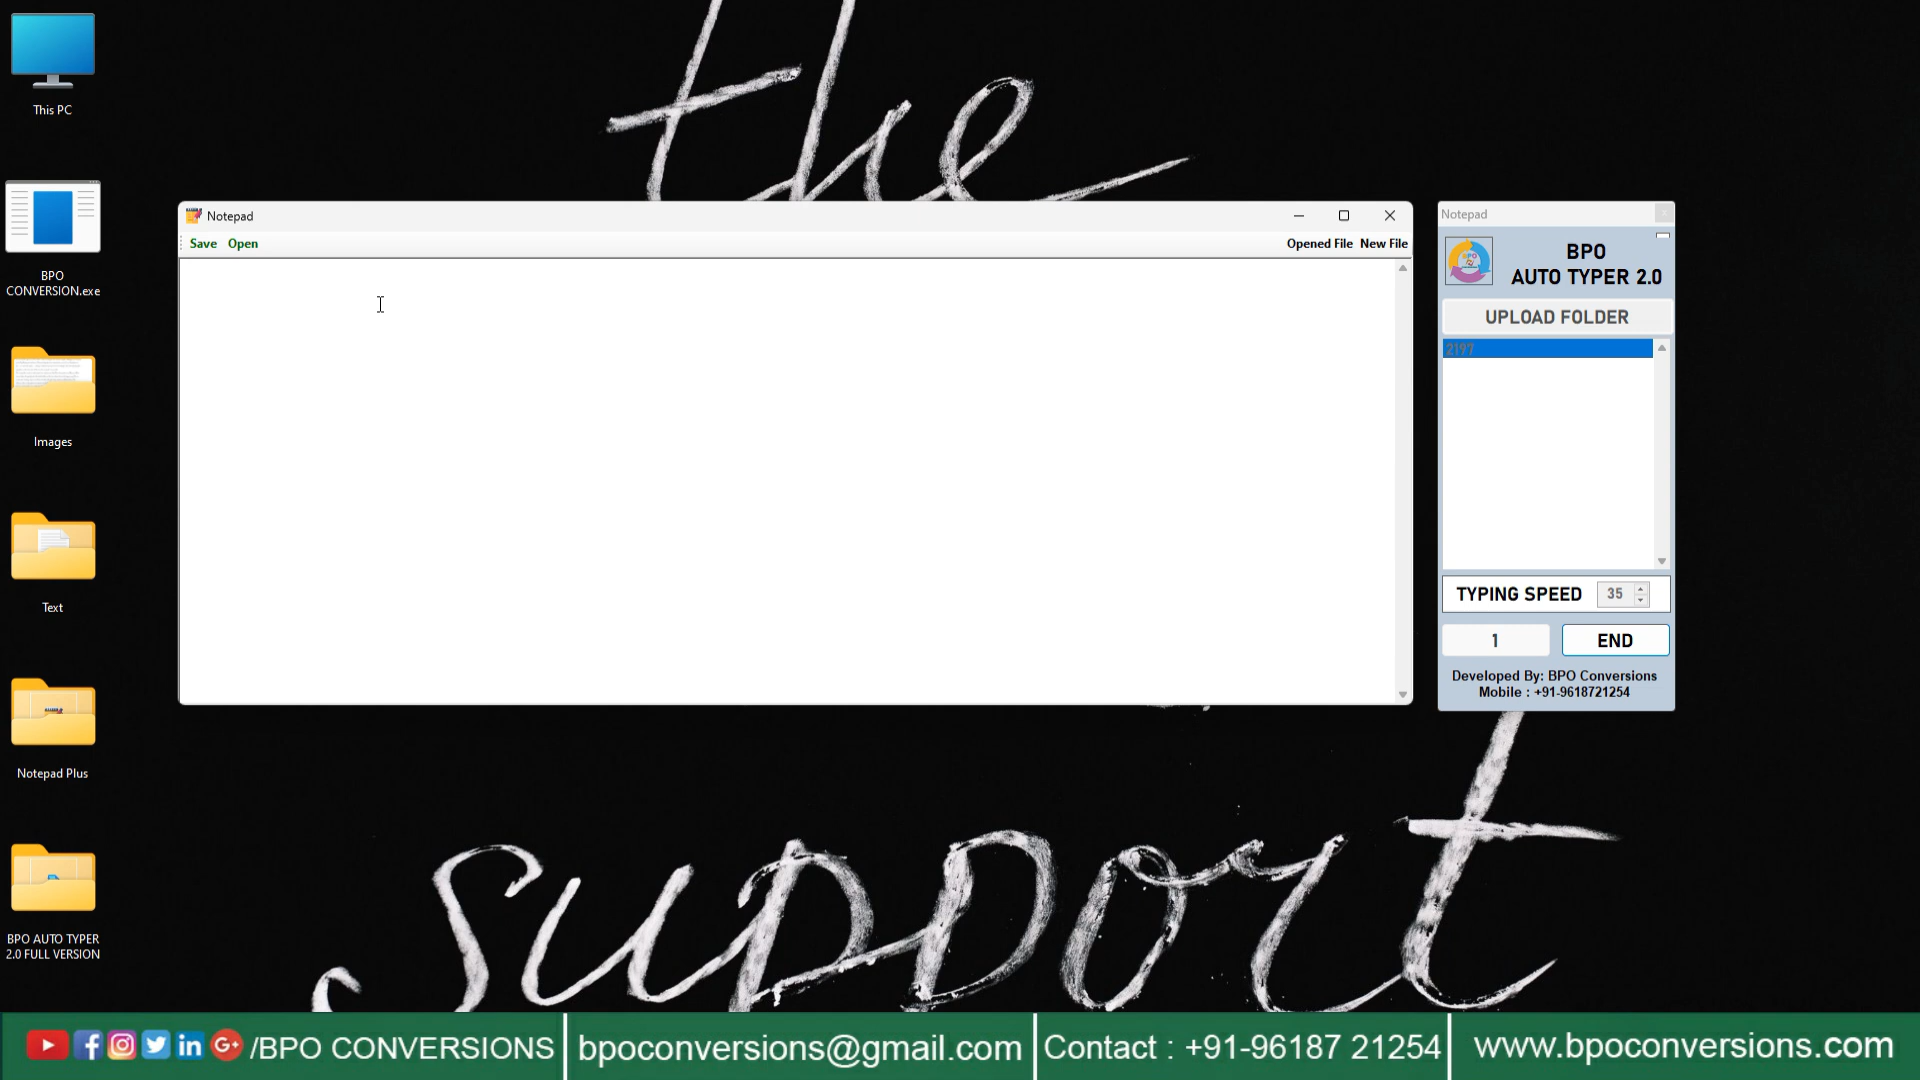 the
support
This PC
BPO
CONVERSION.exe
Images
Text
Notepad Plus
BPO AUTO TYPER
2.0 FULL VERSION
Notepad
Save Open
Opened File New File
Notepad
BPO
AUTO TYPER 2.0
UPLOAD FOLDER
2197
TYPING SPEED 35
1 END
Developed By: BPO Conversions
Mobile : +91-9618721254
/BPO CONVERSIONS
bpoconversions@gmail.com
Contact : +91-96187 21254
www.bpoconversions.com